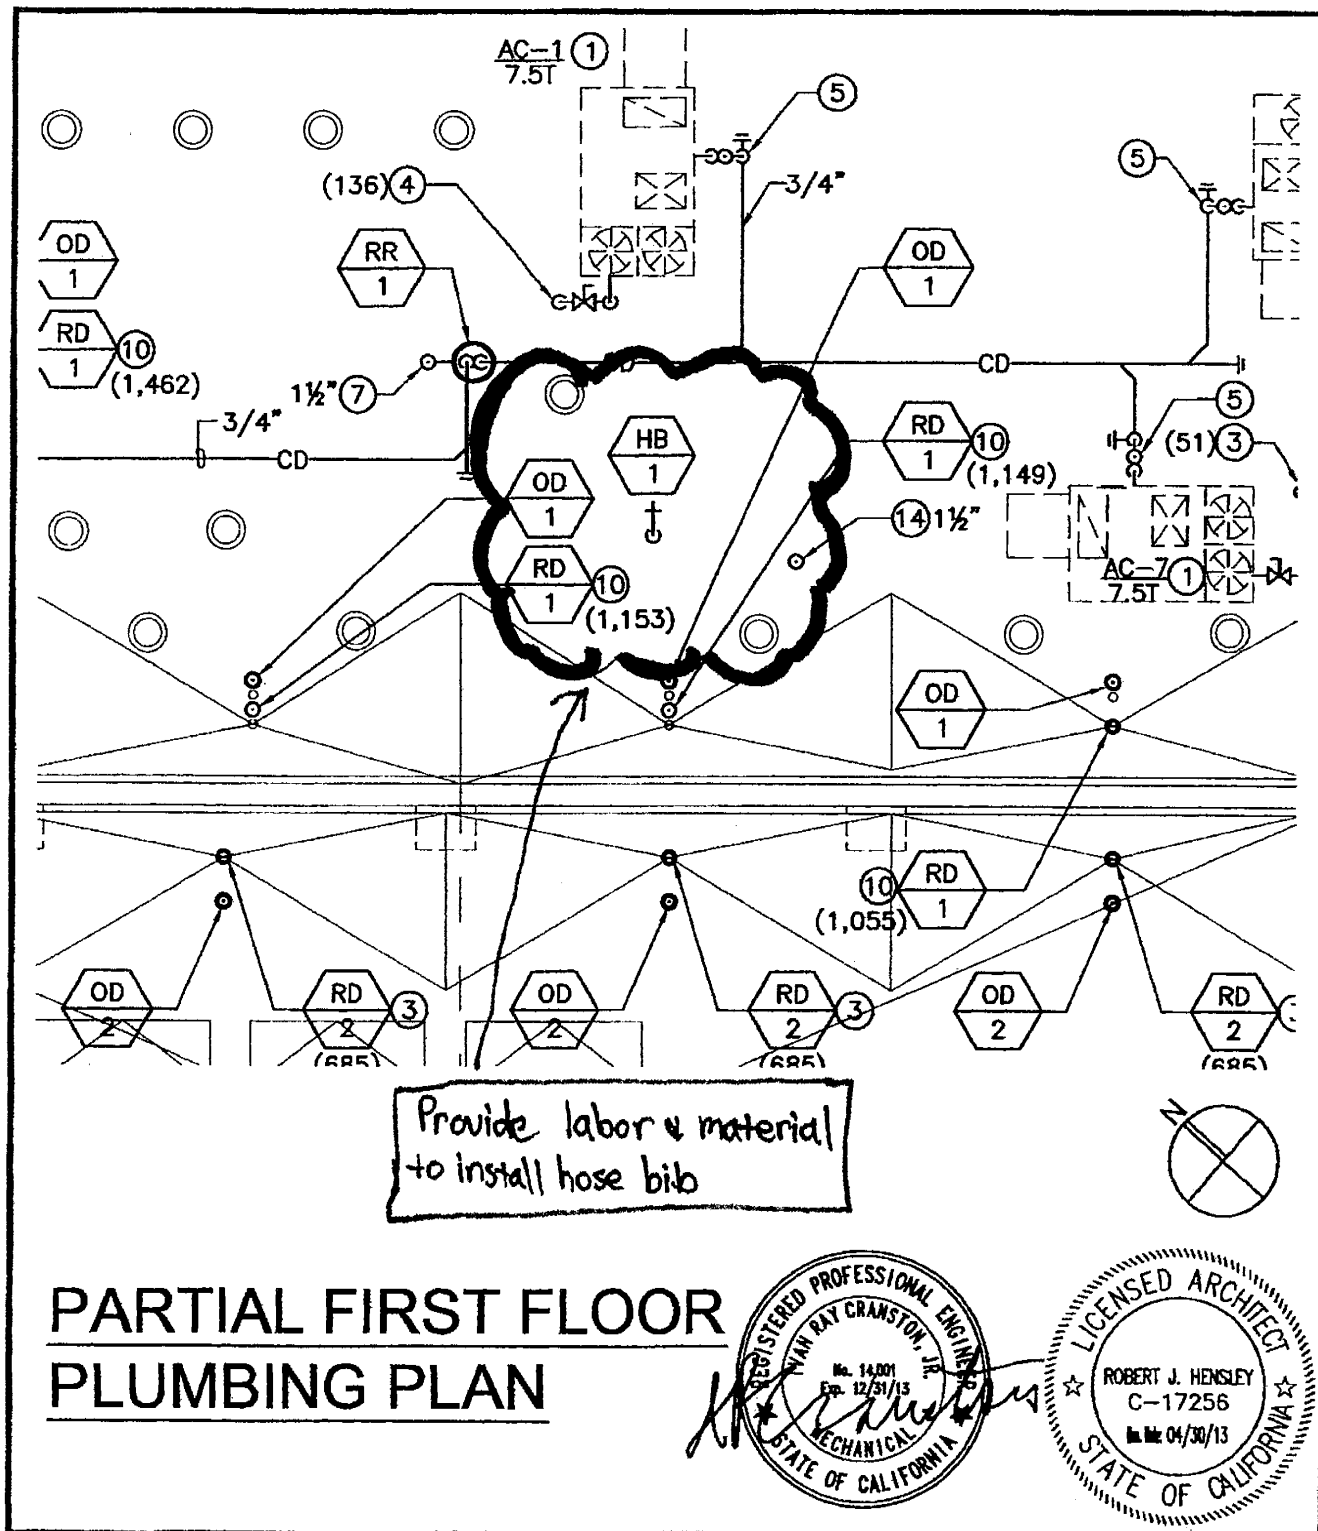 AC-1 1
7.5T
5
5
(136) 4
3/4"
OD
1
RR
1
OD
1
RD
1
10
(1,462)
1½" 7
CD
3/4"
CD
HB
1
RD
1
10
(1,149)
5
(51) 3
OD
1
14 1½"
RD
1
10
(1,153)
AC-7 1
7.5T
OD
1
10
RD
1
(1,055)
OD
2
RD
2
3
(685)
OD
2
RD
2
3
(685)
OD
2
RD
2
3
(685)
Provide labor & material
to install hose bib
N
PARTIAL FIRST FLOOR
PLUMBING PLAN
REGISTERED PROFESSIONAL ENGINEER
IVAN RAY CRANSTON, JR.
No. 14,001
Exp. 12/31/13
MECHANICAL
STATE OF CALIFORNIA
LICENSED ARCHITECT
ROBERT J. HENSLEY
C-17256
04/30/13
STATE OF CALIFORNIA